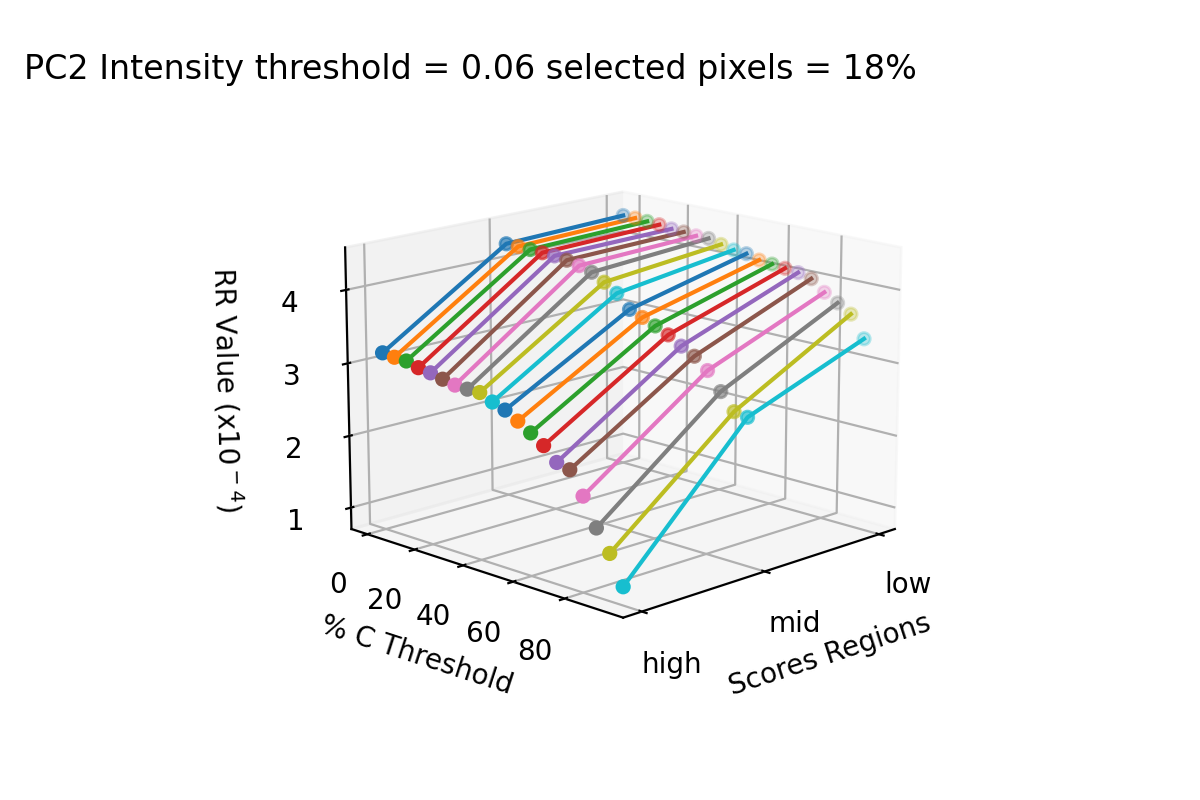 PC2 Intensity threshold = 0.06 selected pixels = 18%
RR Value (x10⁻⁴)
4
3
2
1
0
20
40
60
80
% C Threshold
high
mid
low
Scores Regions